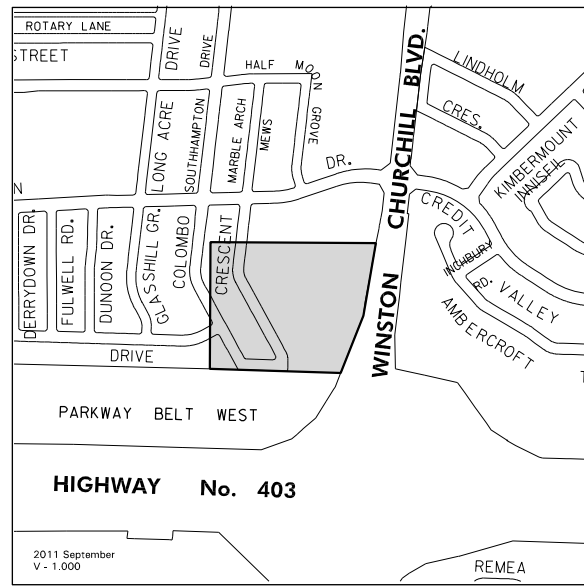 ROTARY LANE
STREET
DRIVE
DRIVE
HALF MOON GROVE
LINDHOLM
CRES.
LONG ACRE
SOUTHHAMPTON
MARBLE ARCH
MEWS
DR.
WINSTON CHURCHILL BLVD.
KIMBERMOUNT
INNISFIL
N
CREDIT
VALLEY
INCHBURY
RD.
AMBERCROFT
DERRYDOWN DR.
FULWELL RD.
DUNOON DR.
GLASSHILL GR.
COLOMBO
CRESCENT
DRIVE
T
PARKWAY BELT WEST
HIGHWAY No. 403
2011 September
V - 1.000
REMEA